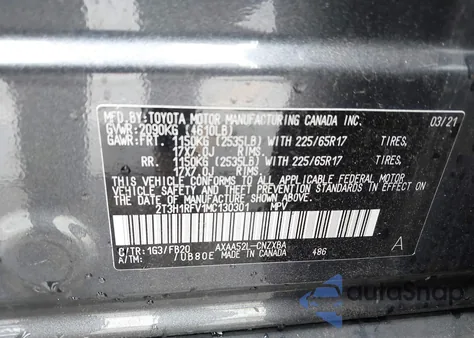 MFD.BY:TOYOTA MOTOR MANUFACTURING CANADA INC. 03/21
GVWR:2090KG (4610LB)
GAWR:FRT. 1150KG (2535LB) WITH 225/65R17 TIRES,
17X7.0J RIMS,
RR. 1150KG (2535LB) WITH 225/65R17 TIRES,
17X7.0J RIMS,
THIS VEHICLE CONFORMS TO ALL APPLICABLE FEDERAL MOTOR
VEHICLE SAFETY AND THEFT PREVENTION STANDARDS IN
EFFECT ON THE DATE OF MANUFACTURE SHOWN ABOVE.
2T3H1RFV1MC130301 MPV
C/TR:1G3/FB20 AXAA52L-CNZXBA A
A/TM: /DB80E MADE IN CANADA 486
autoSnap